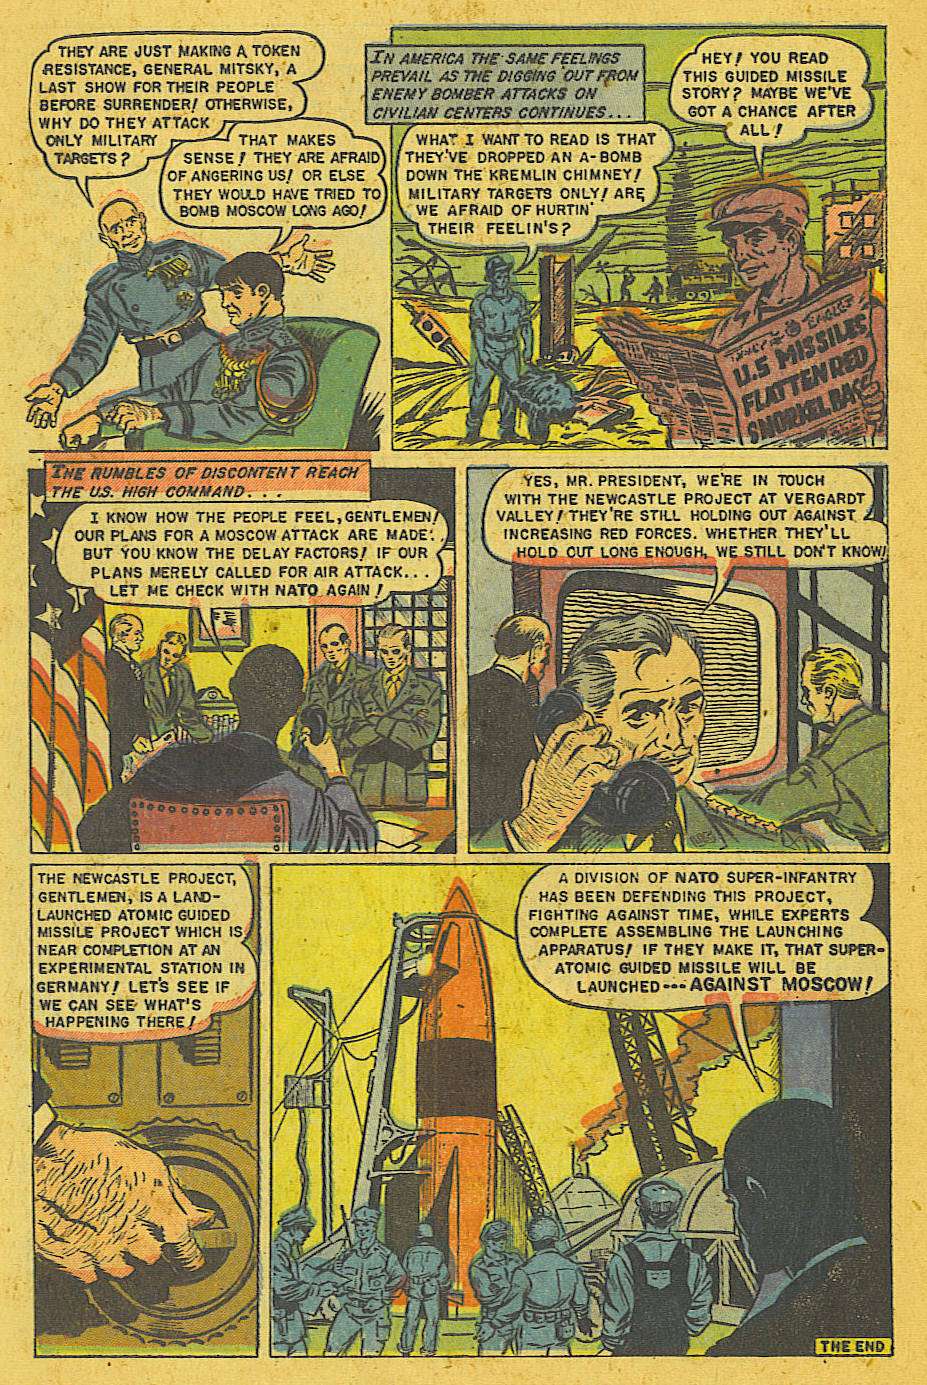 THEY ARE JUST MAKING A TOKEN
RESISTANCE, GENERAL MITSKY, A
LAST SHOW FOR THEIR PEOPLE
BEFORE SURRENDER! OTHERWISE,
WHY DO THEY ATTACK
ONLY MILITARY
TARGETS?
THAT MAKES
SENSE! THEY ARE AFRAID
OF ANGERING US! OR ELSE
THEY WOULD HAVE TRIED TO
BOMB MOSCOW LONG AGO!
IN AMERICA THE SAME FEELINGS
PREVAIL AS THE DIGGING OUT FROM
ENEMY BOMBER ATTACKS ON
CIVILIAN CENTERS CONTINUES...
WHAT I WANT TO READ IS THAT
THEY'VE DROPPED AN A-BOMB
DOWN THE KREMLIN CHIMNEY!
MILITARY TARGETS ONLY! ARE
WE AFRAID OF HURTIN'
THEIR FEELIN'S?
HEY! YOU READ
THIS GUIDED MISSILE
STORY? MAYBE WE'VE
GOT A CHANCE AFTER
ALL!
U.S MISSILES
FLATTEN RED
SNORKEL BASE
THE RUMBLES OF DISCONTENT REACH
THE U.S. HIGH COMMAND...
I KNOW HOW THE PEOPLE FEEL, GENTLEMEN!
OUR PLANS FOR A MOSCOW ATTACK ARE MADE!
BUT YOU KNOW THE DELAY FACTORS! IF OUR
PLANS MERELY CALLED FOR AIR ATTACK...
LET ME CHECK WITH NATO AGAIN!
YES, MR. PRESIDENT, WE'RE IN TOUCH
WITH THE NEWCASTLE PROJECT AT VERGARDT
VALLEY! THEY'RE STILL HOLDING OUT AGAINST
INCREASING RED FORCES. WHETHER THEY'LL
HOLD OUT LONG ENOUGH, WE STILL DON'T KNOW!
THE NEWCASTLE PROJECT,
GENTLEMEN, IS A LAND-
LAUNCHED ATOMIC GUIDED
MISSILE PROJECT WHICH IS
NEAR COMPLETION AT AN
EXPERIMENTAL STATION IN
GERMANY! LET'S SEE IF
WE CAN SEE WHAT'S
HAPPENING THERE!
A DIVISION OF NATO SUPER-INFANTRY
HAS BEEN DEFENDING THIS PROJECT,
FIGHTING AGAINST TIME, WHILE EXPERTS
COMPLETE ASSEMBLING THE LAUNCHING
APPARATUS! IF THEY MAKE IT, THAT SUPER-
ATOMIC GUIDED MISSILE WILL BE
LAUNCHED---AGAINST MOSCOW!
THE END